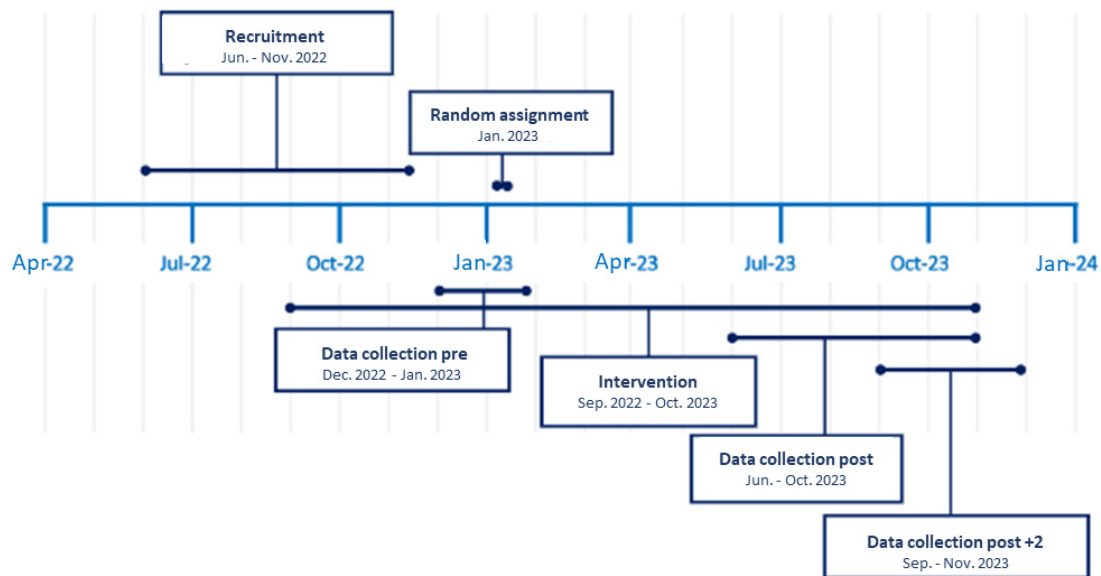 Recruitment
Jun. - Nov. 2022
Random assignment
Jan. 2023
Apr-22
Jul-22
Oct-22
Jan-23
Apr-23
Jul-23
Oct-23
Jan-24
Data collection pre
Dec. 2022 - Jan. 2023
Intervention
Sep. 2022 - Oct. 2023
Data collection post
Jun. - Oct. 2023
Data collection post +2
Sep. - Nov. 2023